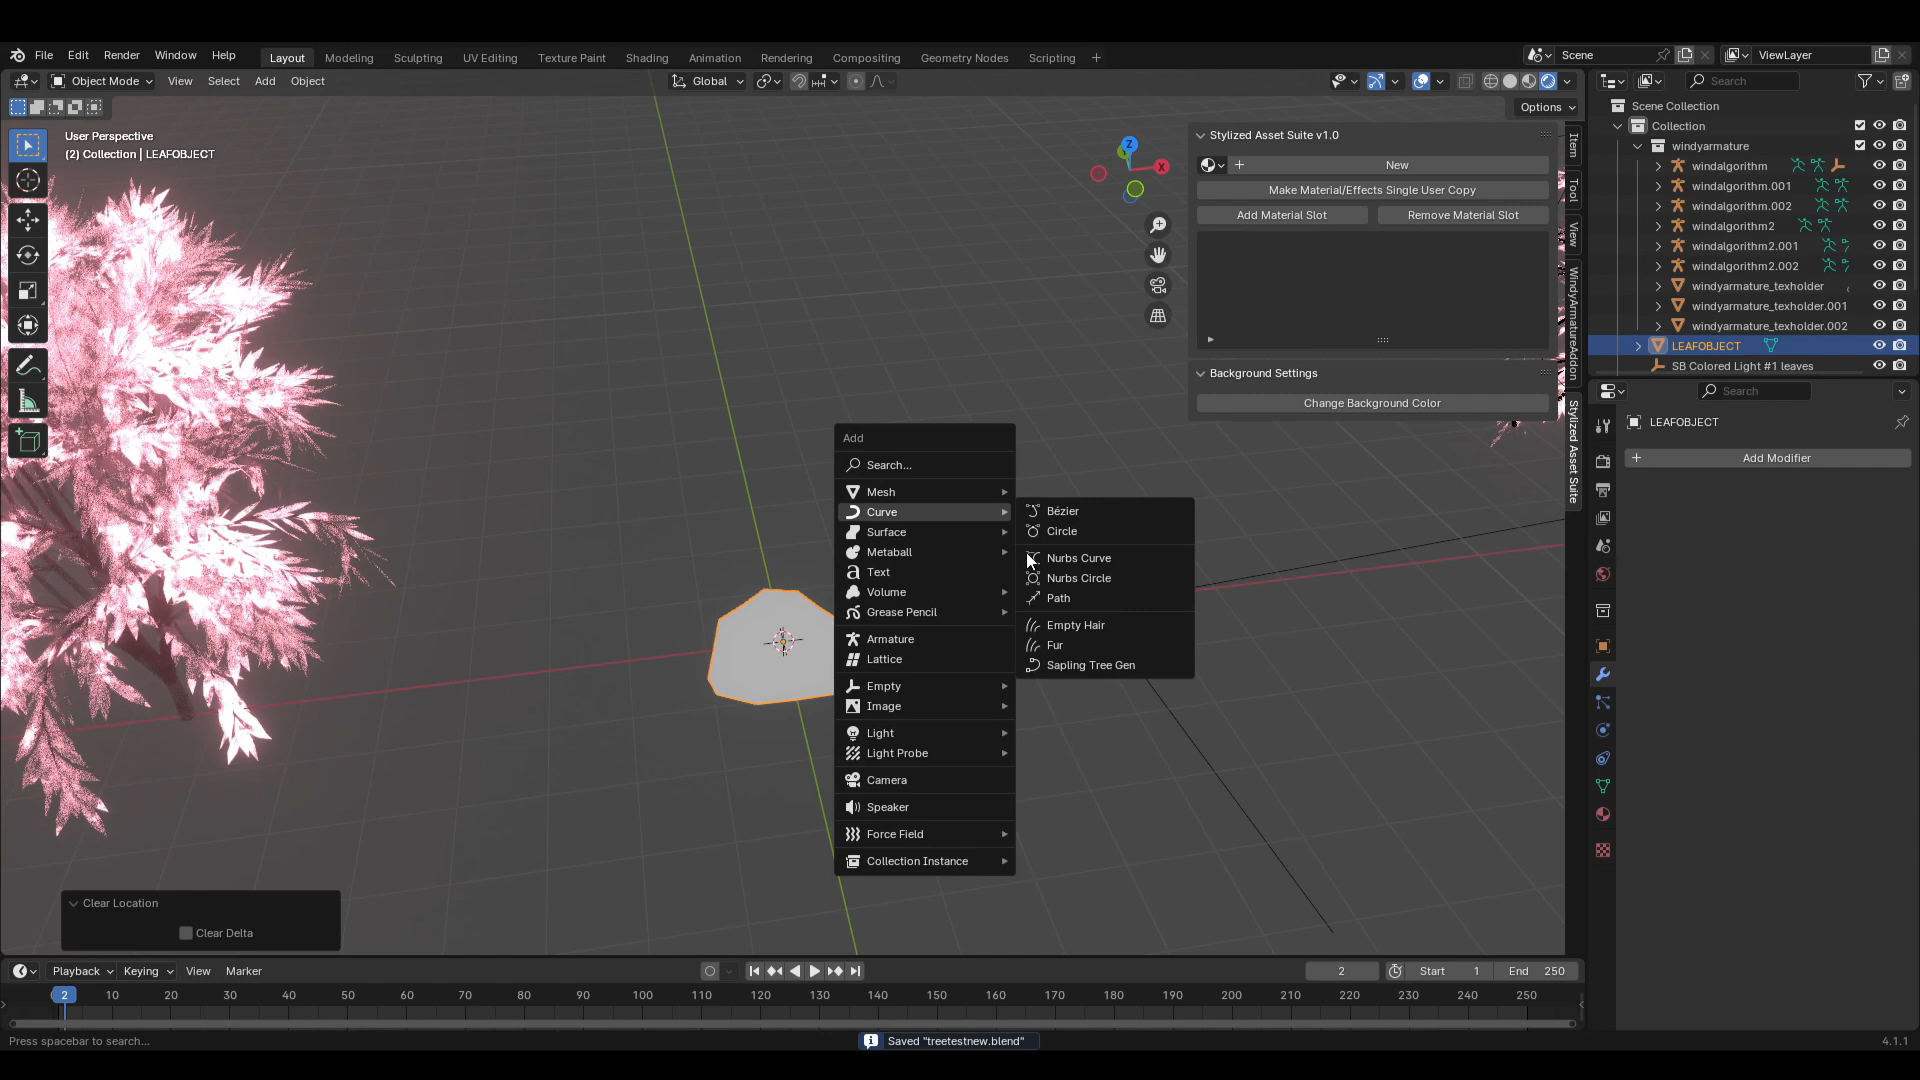 File Edit Render Window Help Layout Modeling Sculpting UV Editing Texture Paint Shading Animation Rendering Compositing Geometry Nodes Scripting + Scene ViewLayer
Object Mode View Select Add Object Global Search
Options
User Perspective
(2) Collection | LEAFOBJECT
Z
X
Stylized Asset Suite v1.0
New
Make Material/Effects Single User Copy
Add Material Slot Remove Material Slot
Background Settings
Change Background Color
Item
Tool
View
WindyArmatureAddon
Stylized Asset Suite
Scene Collection
Collection
windyarmature
windalgorithm
windalgorithm.001
windalgorithm.002
windalgorithm2
windalgorithm2.001
windalgorithm2.002
windyarmature_texholder
windyarmature_texholder.001
windyarmature_texholder.002
LEAFOBJECT
SB Colored Light #1 leaves
Search
LEAFOBJECT
Add Modifier
Add
Search...
Mesh
Curve
Surface
Metaball
Text
Volume
Grease Pencil
Armature
Lattice
Empty
Image
Light
Light Probe
Camera
Speaker
Force Field
Collection Instance
Bézier
Circle
Nurbs Curve
Nurbs Circle
Path
Empty Hair
Fur
Sapling Tree Gen
Clear Location
Clear Delta
Playback Keying View Marker 2 Start 1 End 250
2 10 20 30 40 50 60 70 80 90 100 110 120 130 140 150 160 170 180 190 200 210 220 230 240 250
Press spacebar to search... Saved "treetestnew.blend" 4.1.1